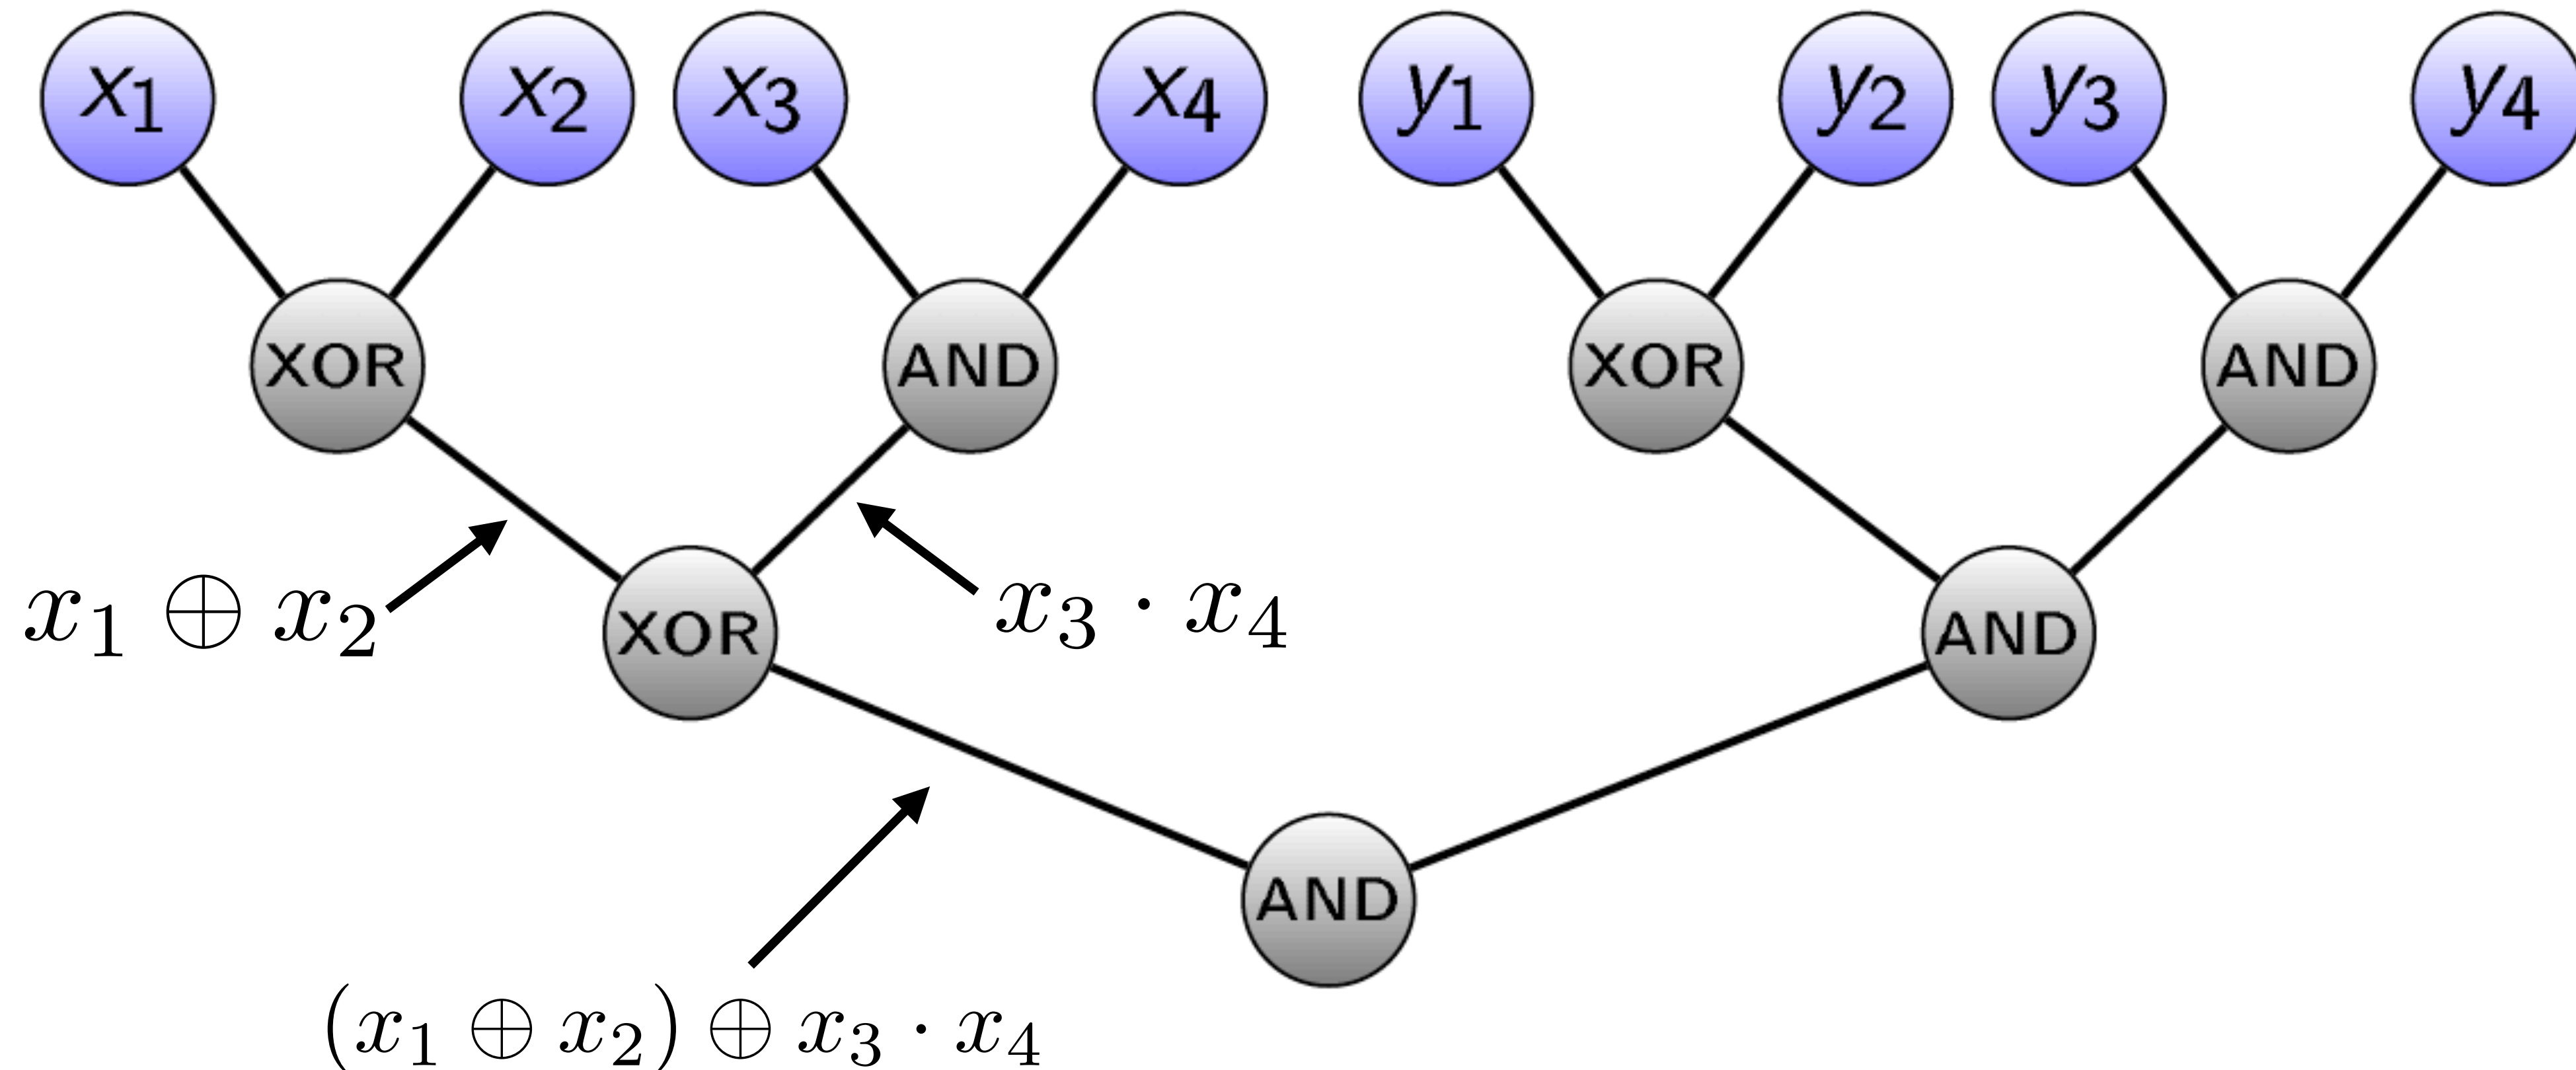 x₁ x₂ x₃ x₄ y₁ y₂ y₃ y₄
XOR AND XOR AND
x₁ ⊕ x₂ XOR x₃ · x₄ AND
AND
(x₁ ⊕ x₂) ⊕ x₃ · x₄